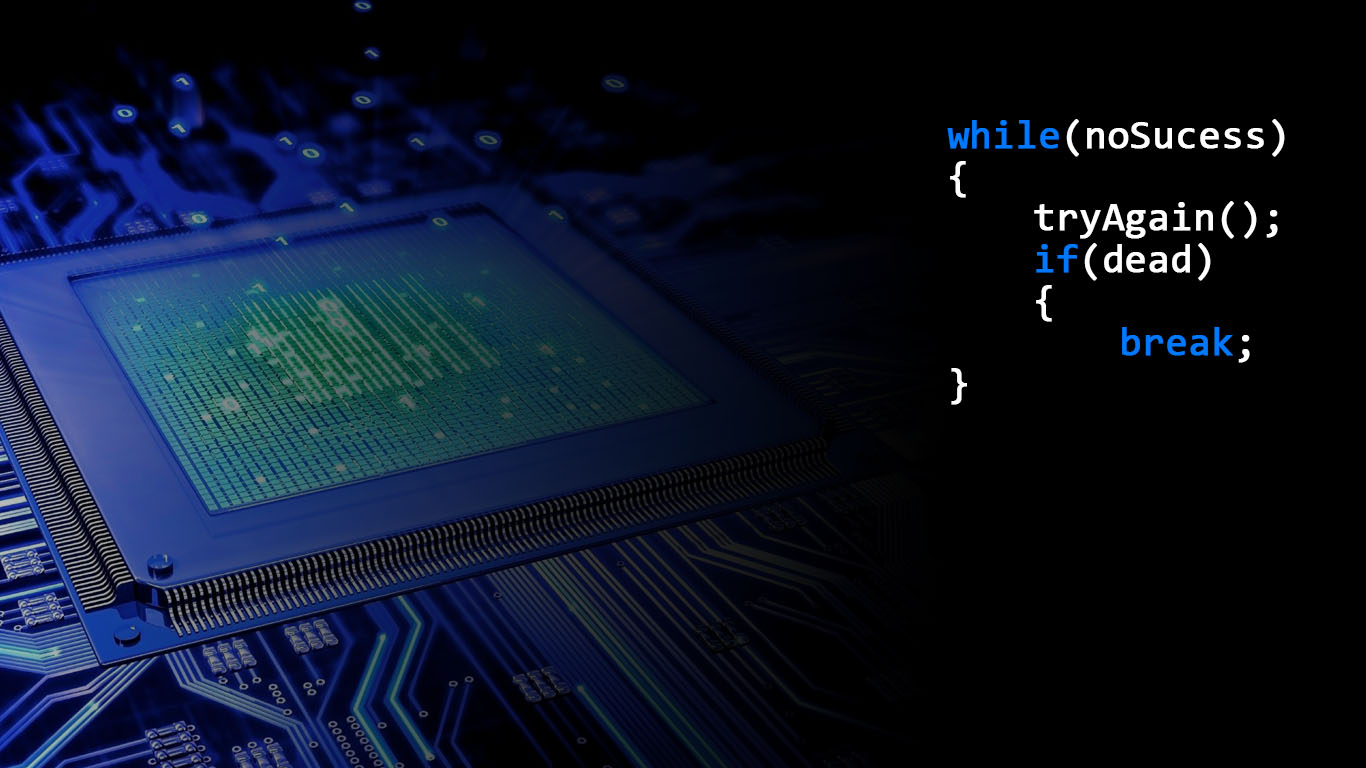 while(noSucess)
{
tryAgain();
if(dead)
{
break;
}